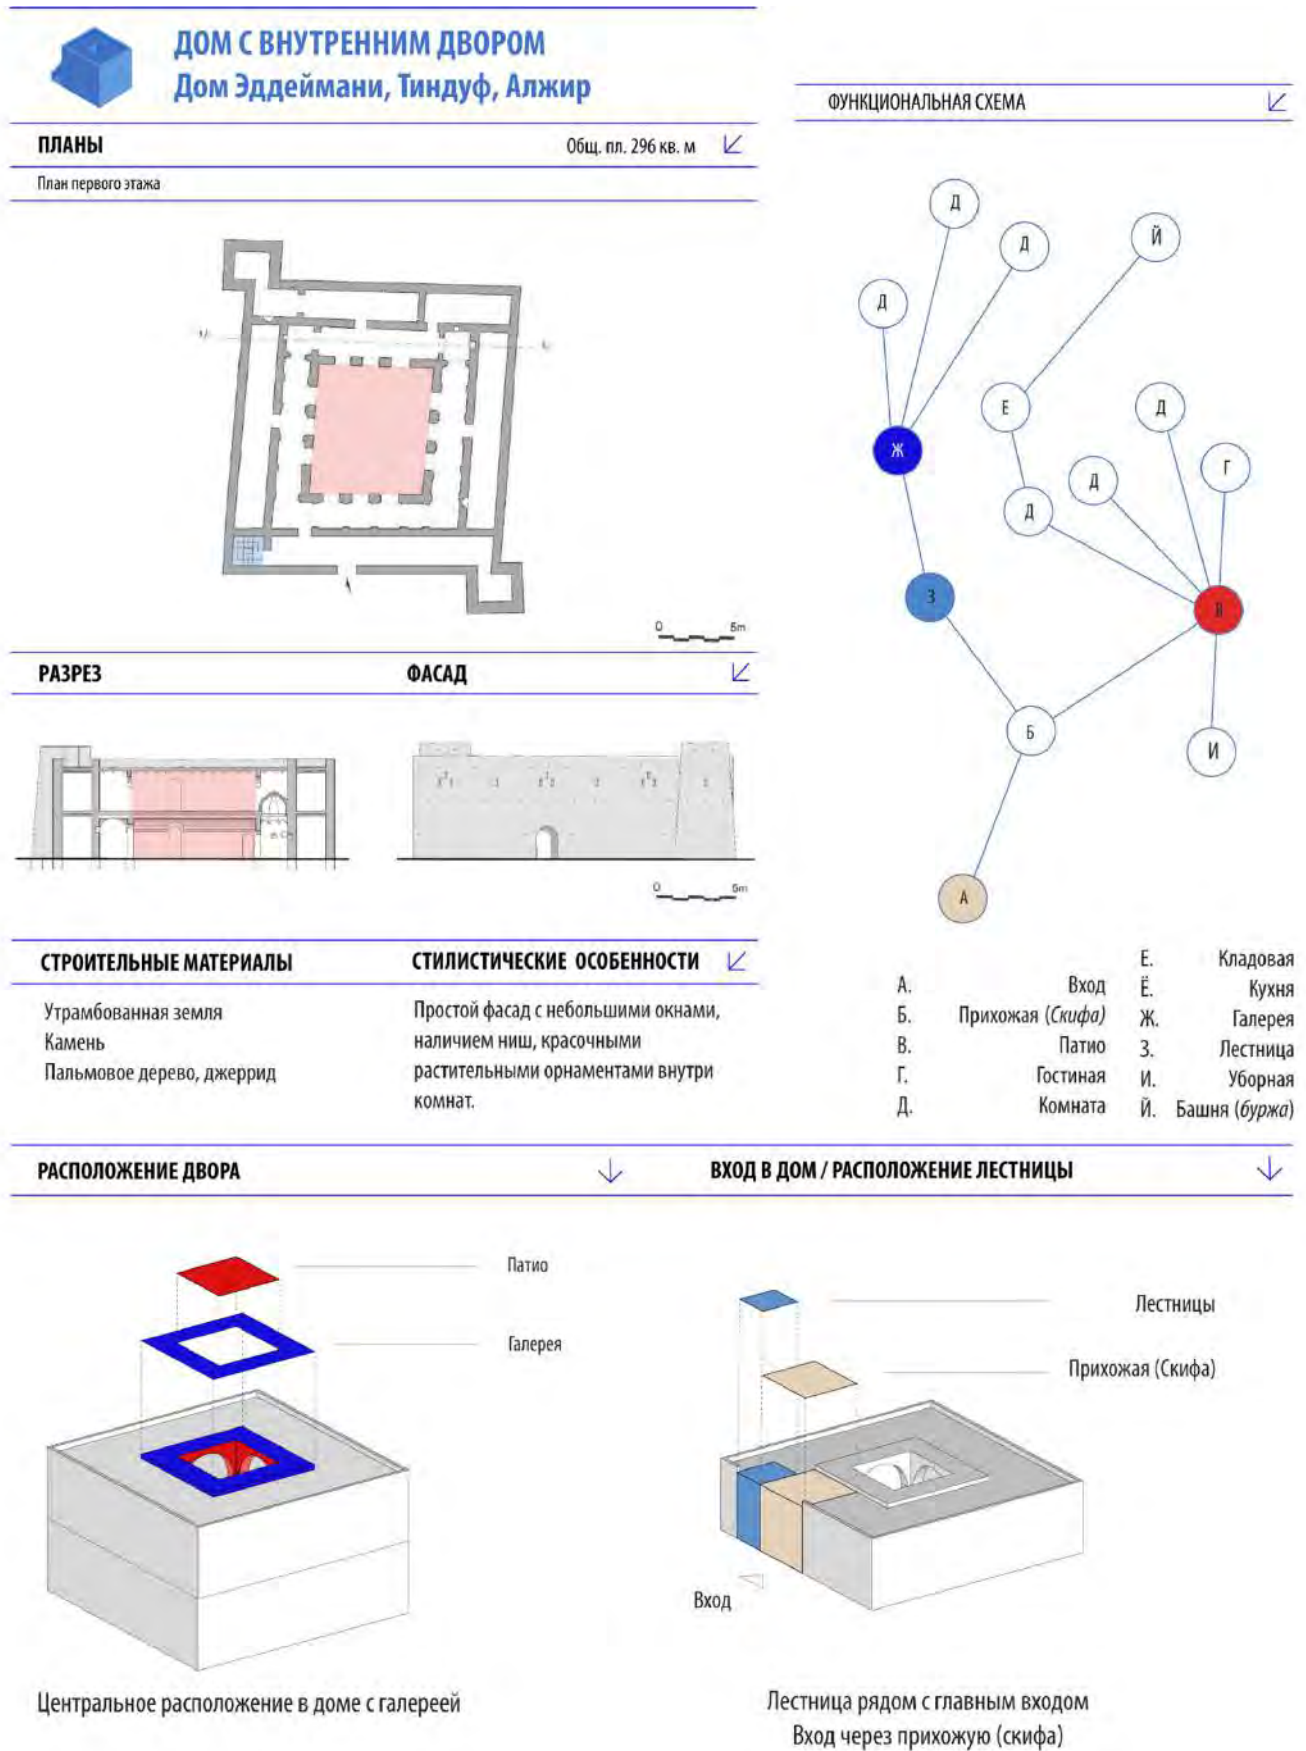 ДОМ С ВНУТРЕННИМ ДВОРОМ
Дом Эддеймани, Тиндуф, Алжир
ПЛАНЫ
Общ. пл. 296 кв. м
План первого этажа
0 5m
РАЗРЕЗ
ФАСАД
0 5m
СТРОИТЕЛЬНЫЕ МАТЕРИАЛЫ
Утрамбованная земля
Камень
Пальмовое дерево, джеррид
СТИЛИСТИЧЕСКИЕ ОСОБЕННОСТИ
Простой фасад с небольшими окнами,
наличием ниш, красочными
растительными орнаментами внутри
комнат.
ФУНКЦИОНАЛЬНАЯ СХЕМА
Д
Д
Й
Д
Е
Д
Ж
Г
Д
Д
З
В
Б
И
А
А. Вход
Б. Прихожая (Скифа)
В. Патио
Г. Гостиная
Д. Комната
Е. Кладовая
Ё. Кухня
Ж. Галерея
З. Лестница
И. Уборная
Й. Башня (буржа)
РАСПОЛОЖЕНИЕ ДВОРА
Патио
Галерея
Центральное расположение в доме с галереей
ВХОД В ДОМ / РАСПОЛОЖЕНИЕ ЛЕСТНИЦЫ
Лестницы
Прихожая (Скифа)
Вход
Лестница рядом с главным входом
Вход через прихожую (скифа)